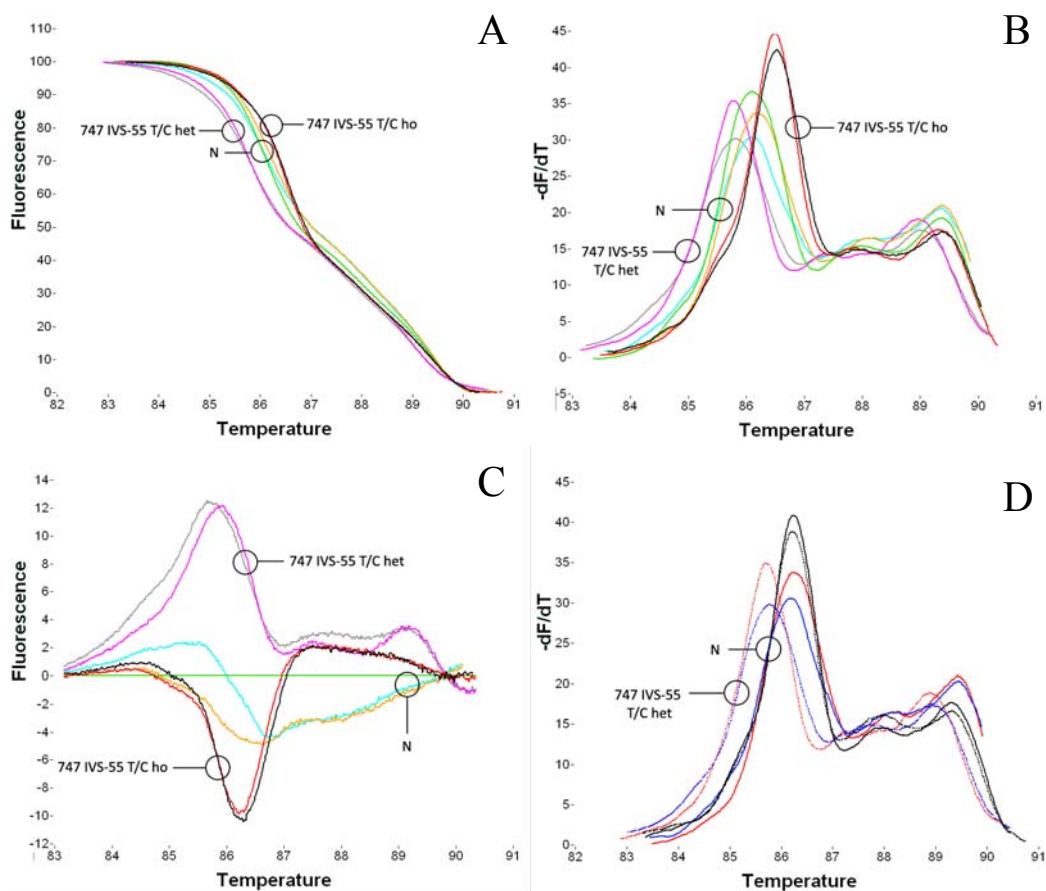 A
110-
100-
90-
80-
70-
60-
50-
40-
30-
20-
10-
0-
Fluorescence
747 IVS-55 T/C het
747 IVS-55 T/C ho
N
82 83 84 85 86 87 88 89 90 91
Temperature
B
45-
40-
35-
30-
25-
20-
15-
10-
5-
0-
-5-
-dF/dT
747 IVS-55 T/C ho
N
747 IVS-55
T/C het
83 84 85 86 87 88 89 90 91
Temperature
C
14-
12-
10-
8-
6-
4-
2-
0-
-2-
-4-
-6-
-8-
-10-
-12-
Fluorescence
747 IVS-55 T/C het
N
747 IVS-55 T/C ho
83 84 85 86 87 88 89 90 91
Temperature
D
45-
40-
35-
30-
25-
20-
15-
10-
5-
0-
-dF/dT
N
747 IVS-55
T/C het
82 83 84 85 86 87 88 89 90 91
Temperature